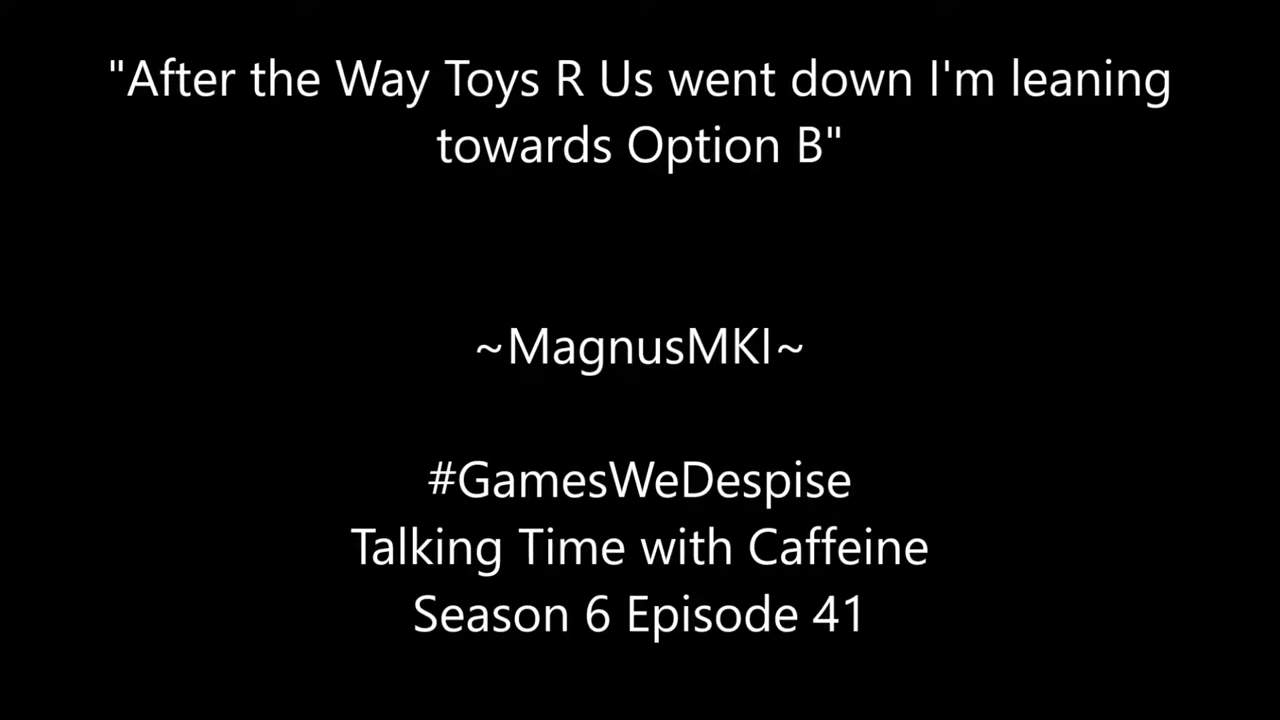 "After the Way Toys R Us went down I'm leaning
towards Option B"
~MagnusMKI~
#GamesWeDespise
Talking Time with Caffeine
Season 6 Episode 41